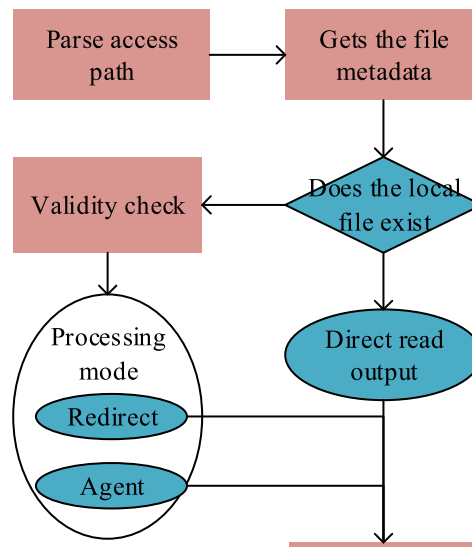 Parse access
path
Gets the file
metadata
Does the local
file exist
Validity check
Processing
mode
Redirect
Agent
Direct read
output